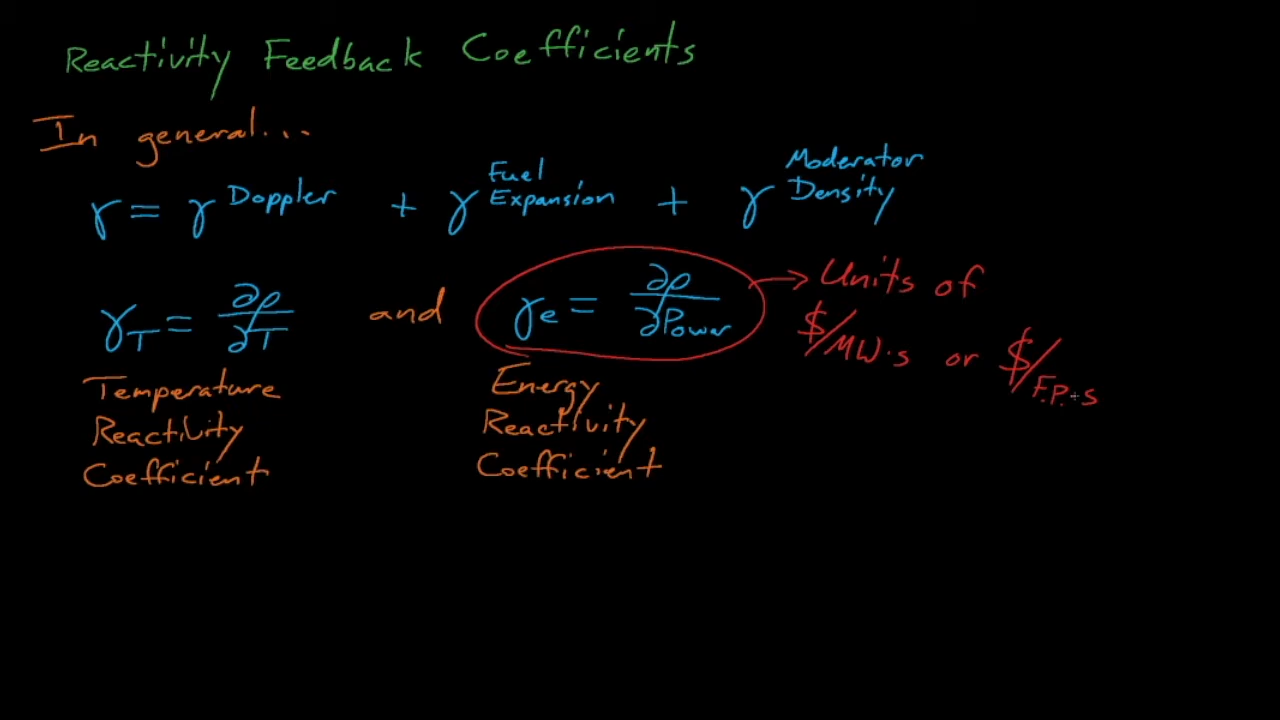 Reactivity Feedback Coefficients
In general...
γ = γ Doppler + γ Fuel Expansion + γ Moderator Density
γ_T = ∂ρ/∂T and γ_e = ∂ρ/∂Power → Units of
$/MW·s or $/F.P.·s
Temperature
Reactivity
Coefficient
Energy
Reactivity
Coefficient